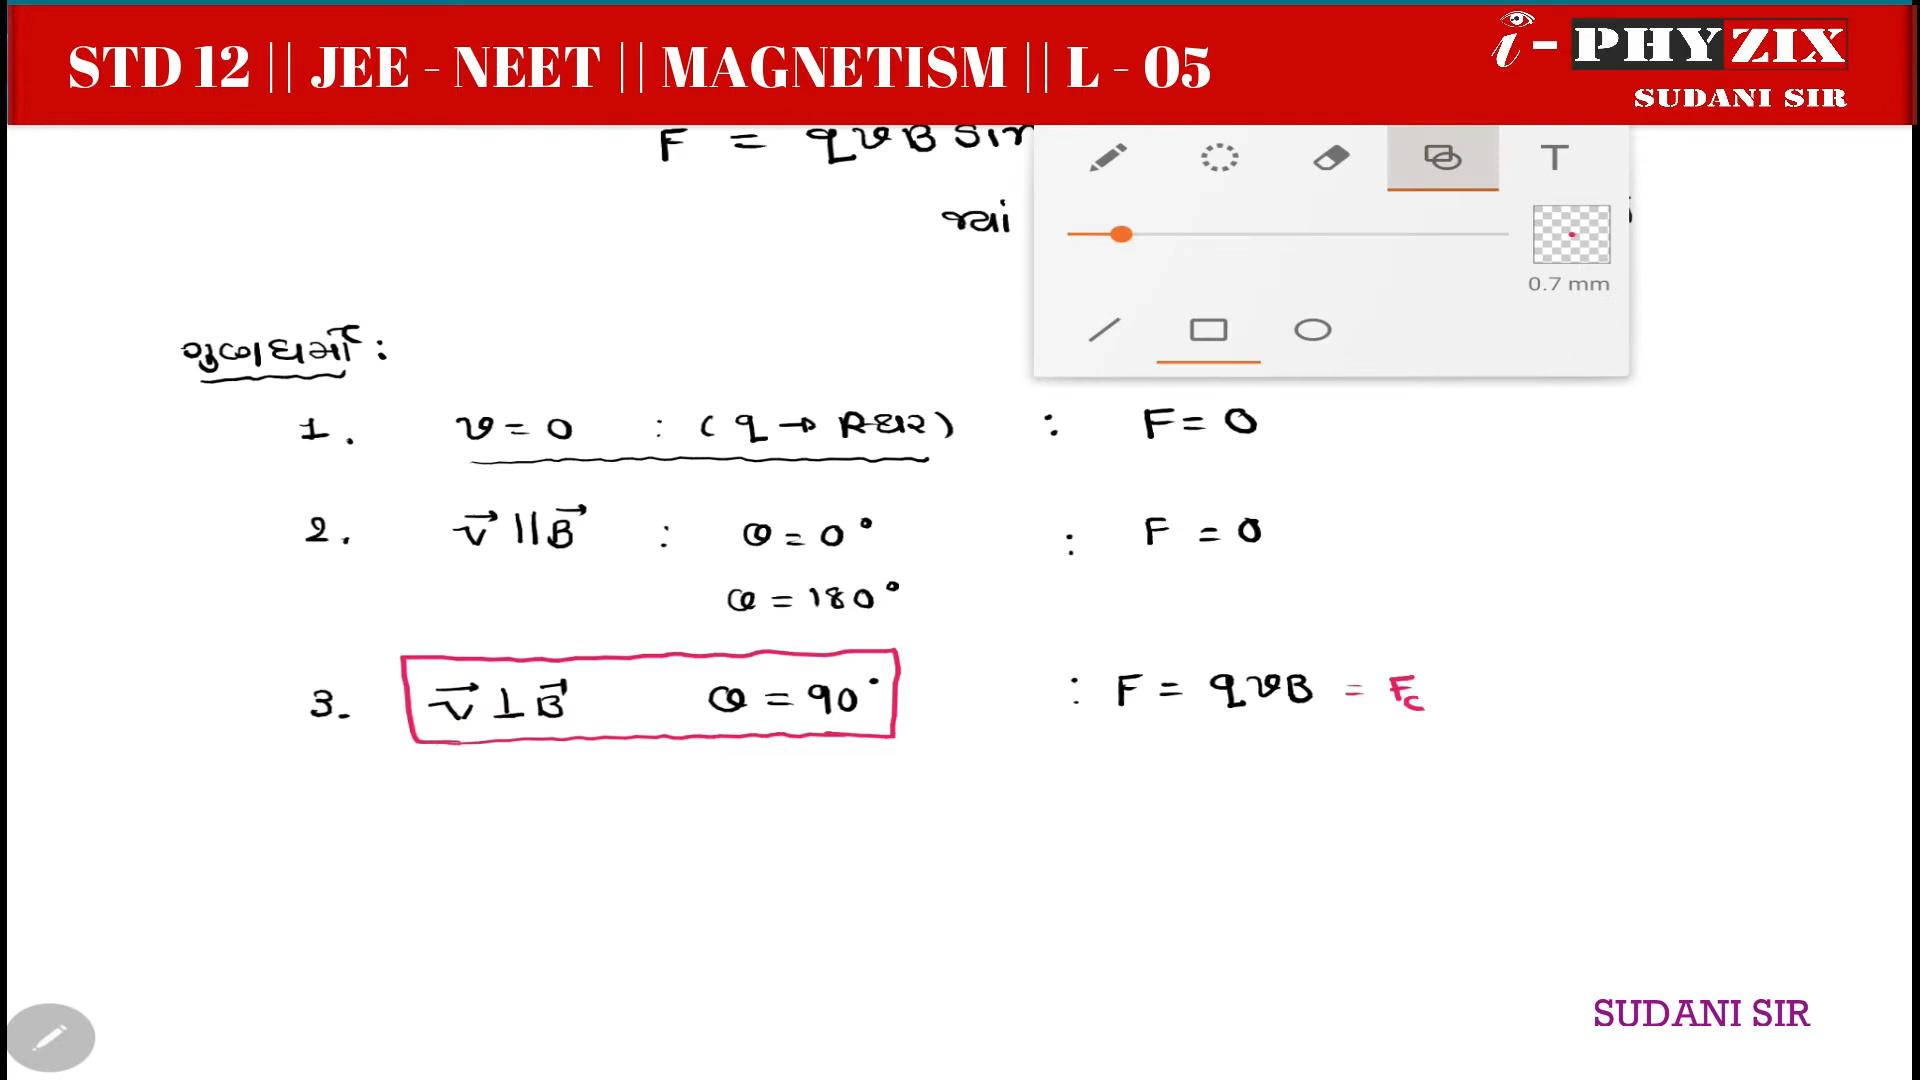 STD 12 || JEE - NEET || MAGNETISM || L - 05
i-PHYZIX
SUDANI SIR
F = qvB Sin
જ્યાં
0.7 mm
ગુણધર્મો :
1. v = 0 : ( q → સ્થિર ) : F = 0
2. v⃗ || B⃗ : θ = 0° : F = 0
θ = 180°
3. v⃗ ⊥ B⃗ θ = 90° : F = qvB = Fc
SUDANI SIR